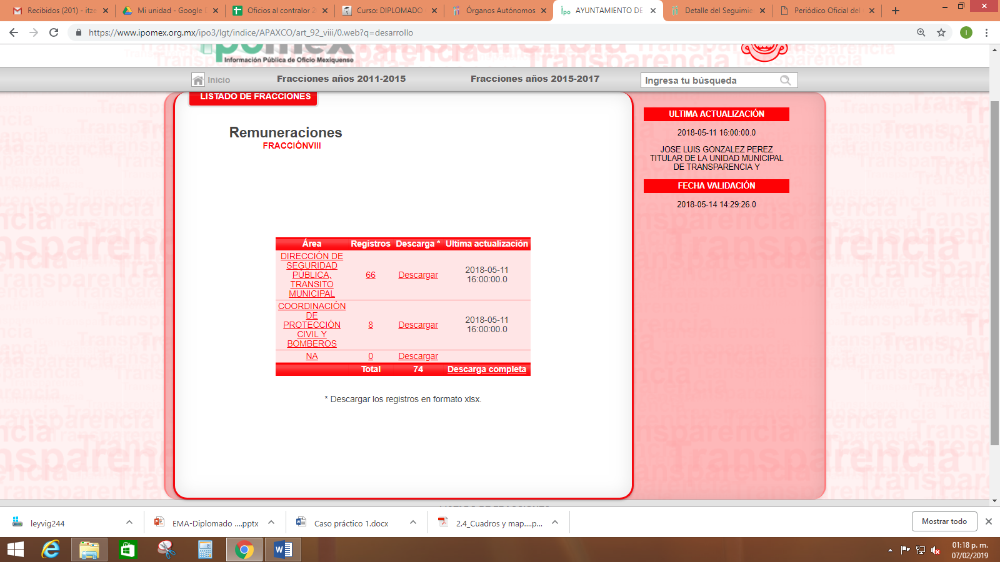 Recibidos (201) - itze
Mi unidad - Google D
Oficios al contralor 2
Curso: DIPLOMADO
Órganos Autónomos
AYUNTAMIENTO DE
Detalle del Seguimie
Periódico Oficial del
https://www.ipomex.org.mx/ipo3/lgt/indice/APAXCO/art_92_viii/0.web?q=desarrollo
I
ipomex
Información Pública de Oficio Mexiquense
Transparencia
Inicio
Fracciones años 2011-2015
Fracciones años 2015-2017
Ingresa tu búsqueda
LISTADO DE FRACCIONES
Remuneraciones
FRACCIÓNVIII
ULTIMA ACTUALIZACIÓN
2018-05-11 16:00:00.0
JOSE LUIS GONZALEZ PEREZ
TITULAR DE LA UNIDAD MUNICIPAL
DE TRANSPARENCIA Y
FECHA VALIDACIÓN
2018-05-14 14:29:26.0
Área Registros Descarga * Ultima actualización
DIRECCIÓN DE
SEGURIDAD
PÚBLICA,
TRANSITO
MUNICIPAL
66
Descargar
2018-05-11
16:00:00.0
COORDINACIÓN
DE
PROTECCIÓN
CIVIL Y
BOMBEROS
8
Descargar
2018-05-11
16:00:00.0
NA 0 Descargar
Total 74 Descarga completa
* Descargar los registros en formato xlsx.
leyvig244
EMA-Diplomado ....pptx
Caso práctico 1.docx
2.4_Cuadros y map....p...
Mostrar todo
01:18 p. m.
07/02/2019